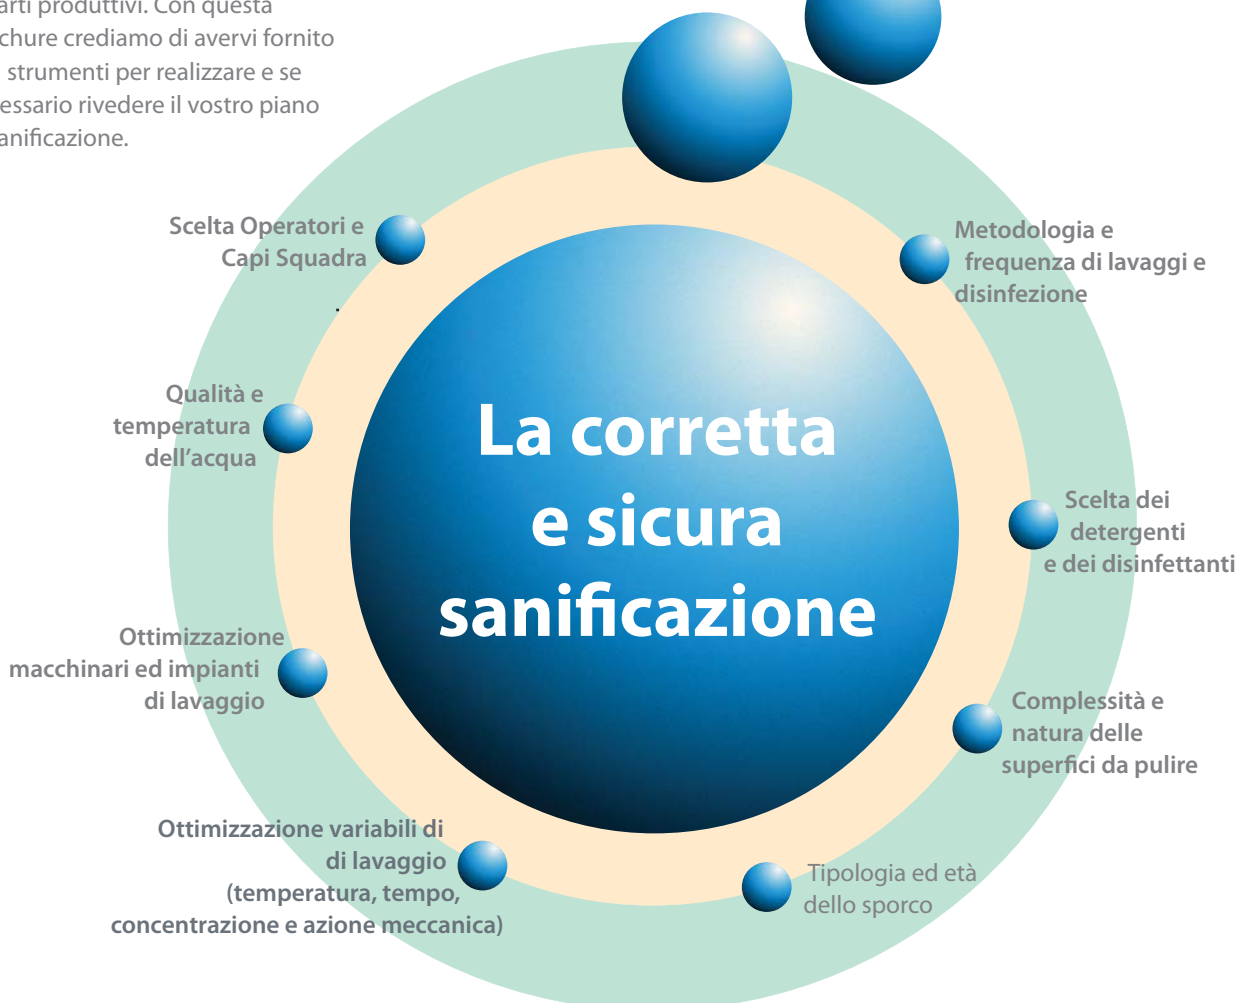 arti produttivi. Con questa
chure crediamo di avervi fornito
strumenti per realizzare e se
essario rivedere il vostro piano
anificazione.
Scelta Operatori e
Capi Squadra
Metodologia e
frequenza di lavaggi e
disinfezione
.
Qualità e
temperatura
dell'acqua
La corretta
e sicura
sanificazione
Scelta dei
detergenti
e dei disinfettanti
Ottimizzazione
macchinari ed impianti
di lavaggio
Complessità e
natura delle
superfici da pulire
Ottimizzazione variabili di
di lavaggio
(temperatura, tempo,
concentrazione e azione meccanica)
Tipologia ed età
dello sporco